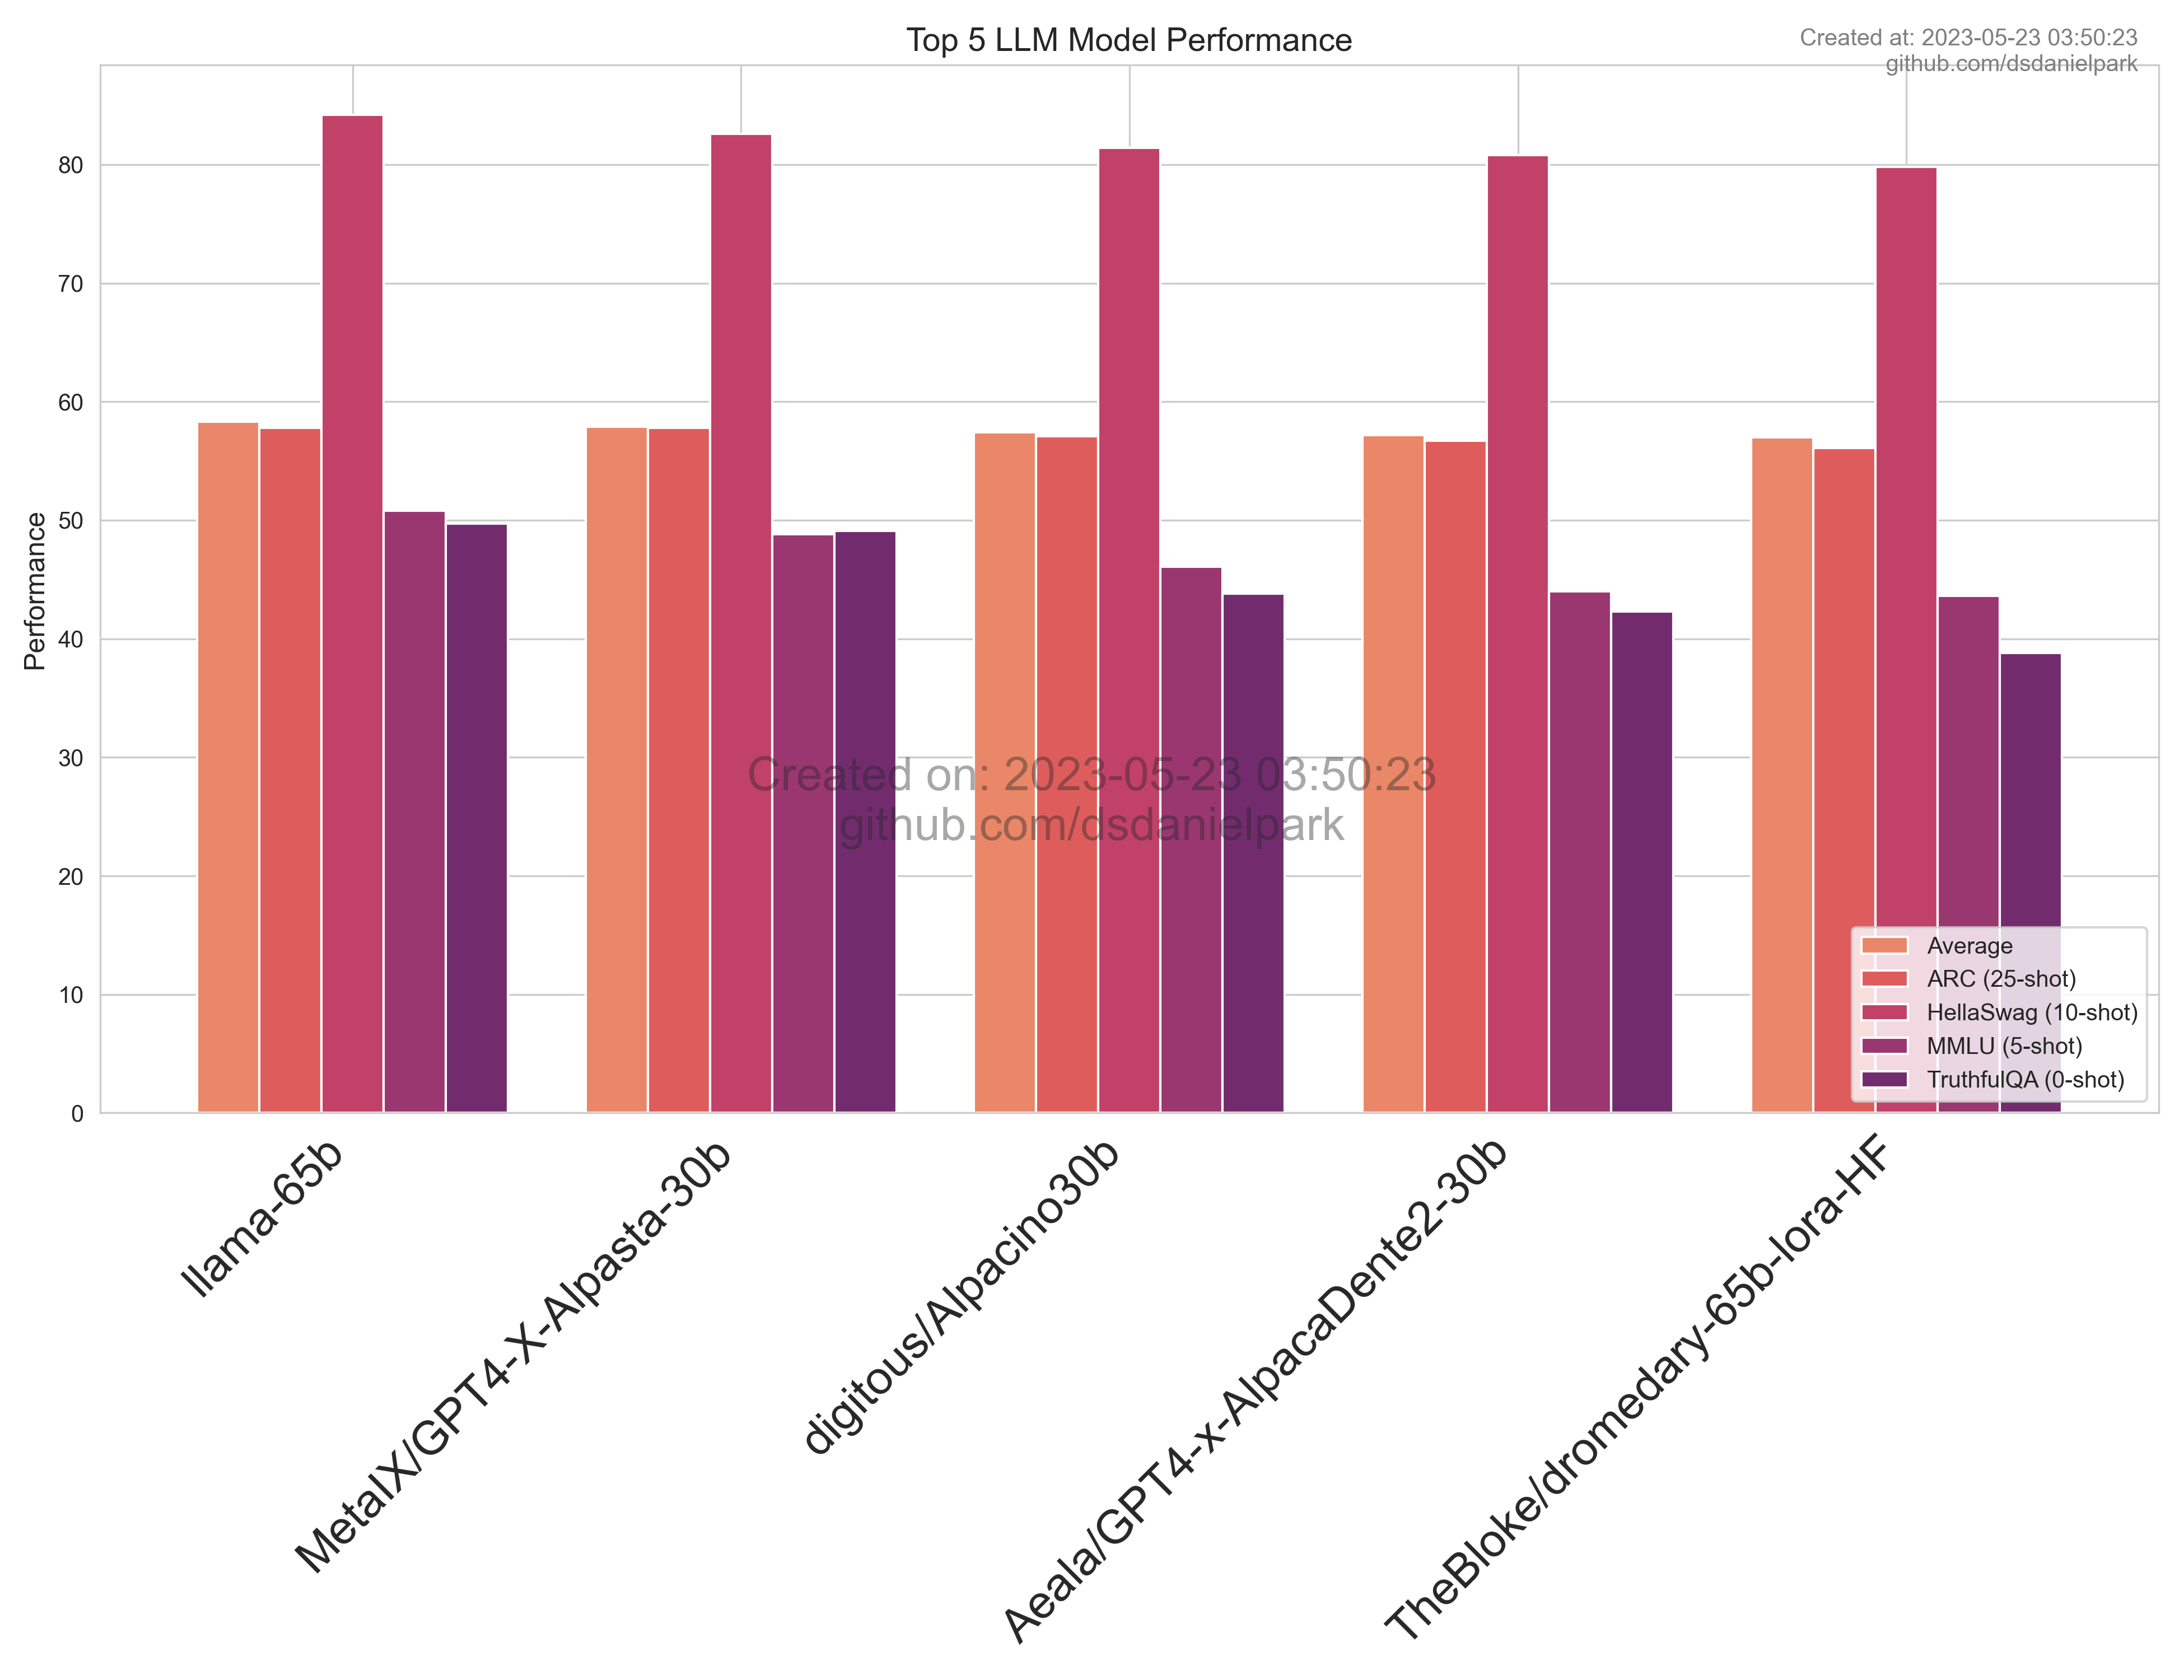 Top 5 LLM Model Performance
Created at: 2023-05-23 03:50:23
github.com/dsdanielpark
Performance
80
70
60
50
40
30
20
10
0
Created on: 2023-05-23 03:50:23
github.com/dsdanielpark
Average
ARC (25-shot)
HellaSwag (10-shot)
MMLU (5-shot)
TruthfulQA (0-shot)
llama-65b
MetaIX/GPT4-X-Alpasta-30b
digitous/Alpacino30b
Aeala/GPT4-x-AlpacaDente2-30b
TheBloke/dromedary-65b-lora-HF